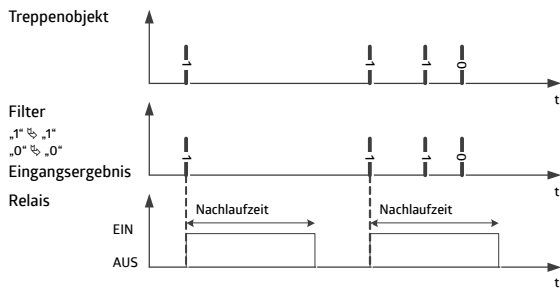 Treppenobjekt
1 1 1 0
t
Filter
„1“ ⮱ „1“
„0“ ⮱ „0“
Eingangsergebnis
1 1 1 0
t
Relais
Nachlaufzeit Nachlaufzeit
EIN
AUS
t